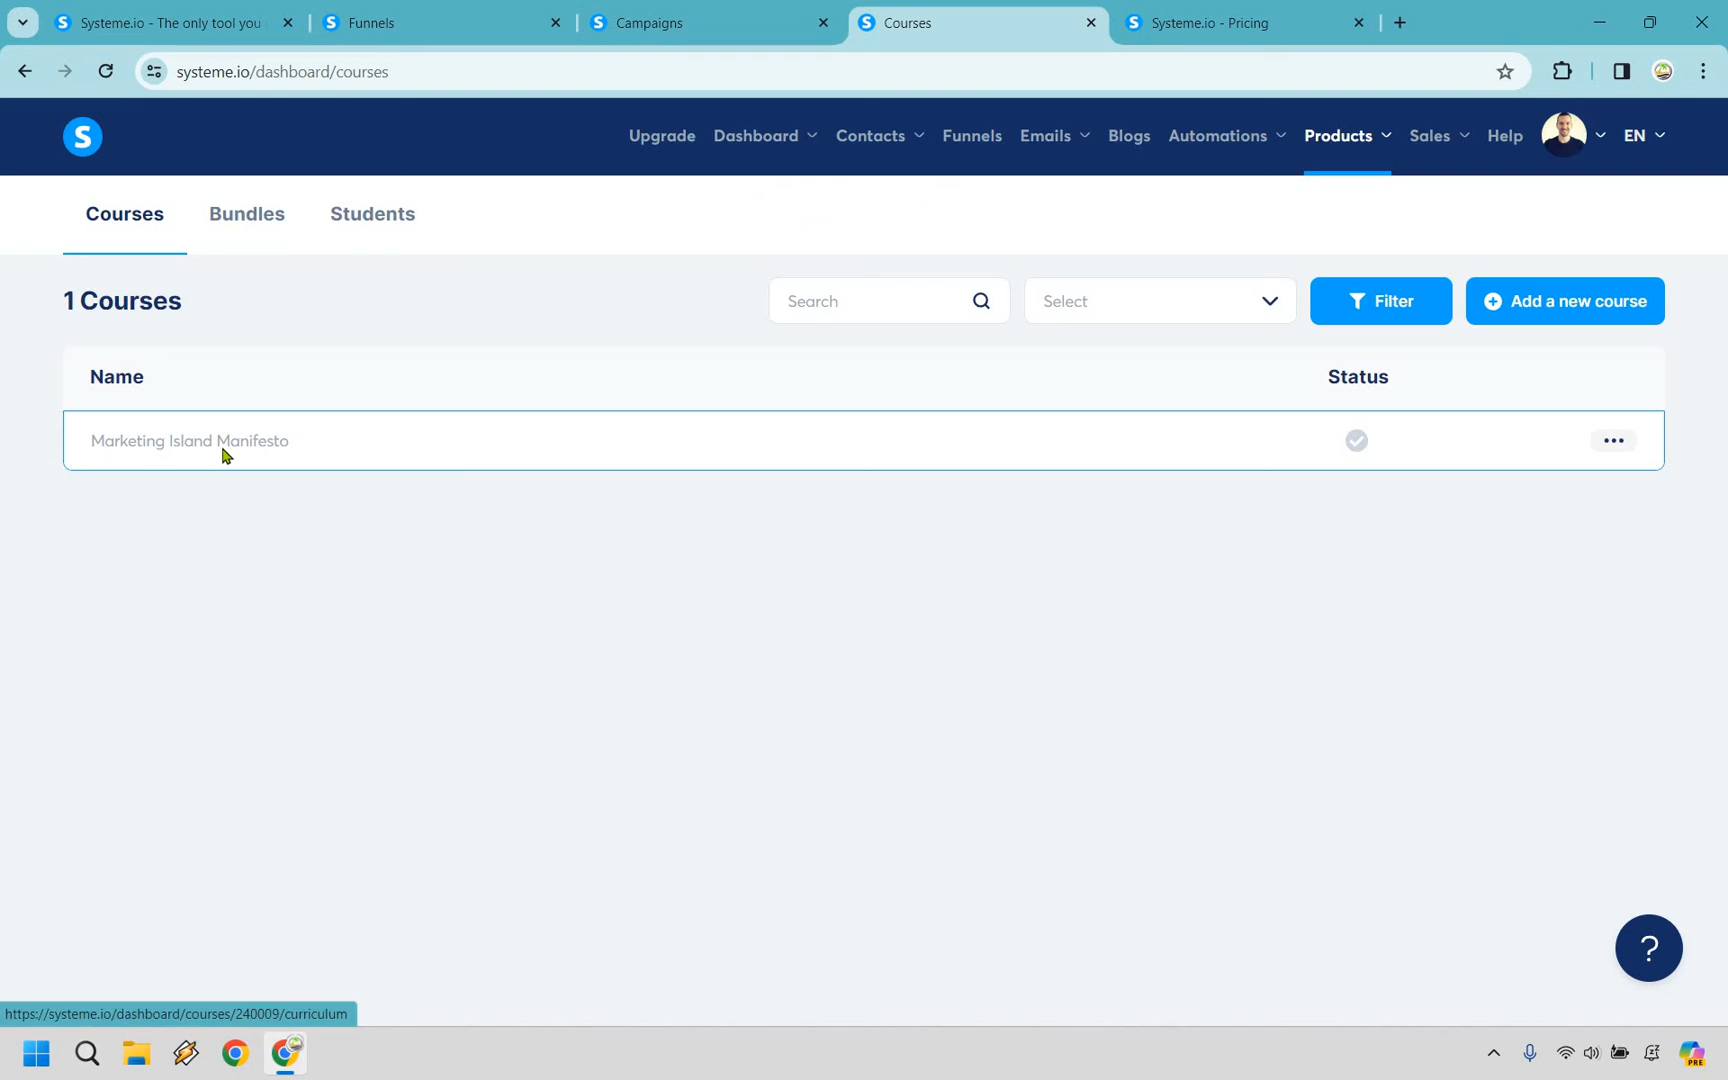 Systeme.io - The only tool you
Funnels
Campaigns
Courses
Systeme.io - Pricing
systeme.io/dashboard/courses
S
Upgrade
Dashboard
Contacts
Funnels
Emails
Blogs
Automations
Products
Sales
Help
EN
Courses
Bundles
Students
1 Courses
Search
Select
Filter
Add a new course
Name
Status
Marketing Island Manifesto
?
https://systeme.io/dashboard/courses/240009/curriculum
PRE